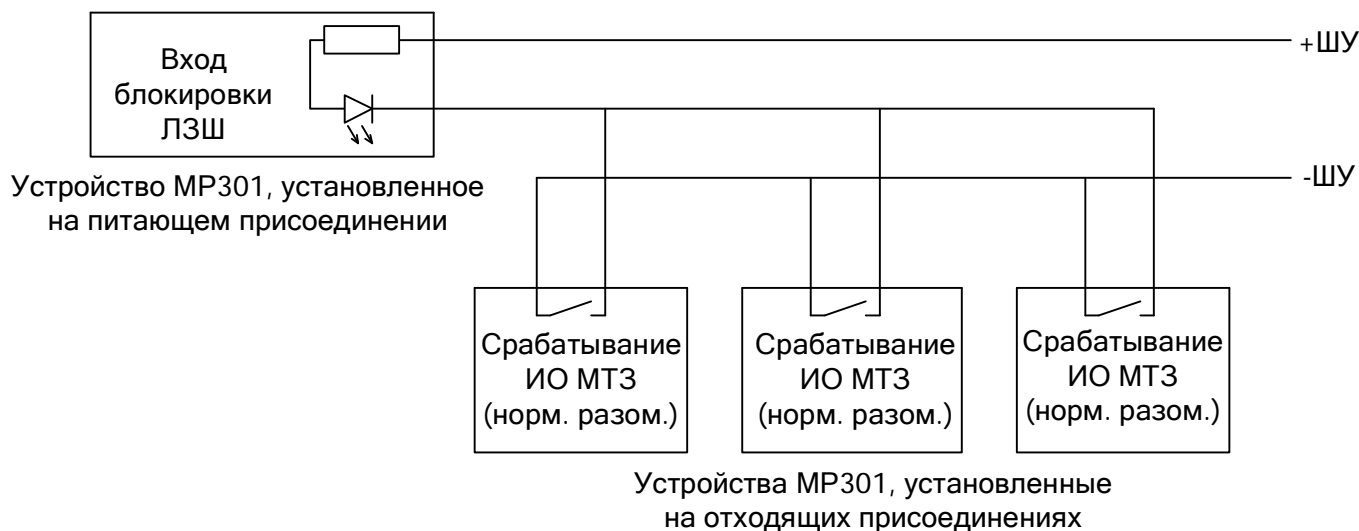 Вход
блокировки
ЛЗШ
+ШУ
-ШУ
Устройство МР301, установленное
на питающем присоединении
Срабатывание
ИО МТЗ
(норм. разом.)
Срабатывание
ИО МТЗ
(норм. разом.)
Срабатывание
ИО МТЗ
(норм. разом.)
Устройства МР301, установленные
на отходящих присоединениях